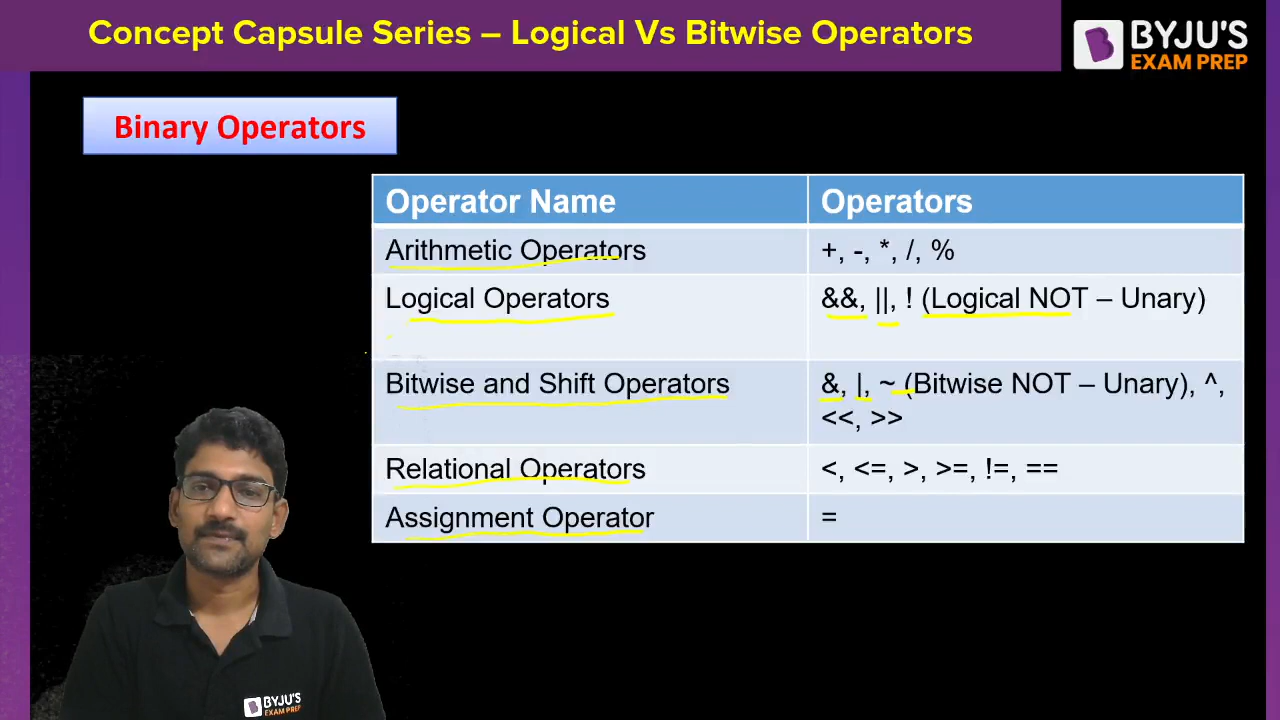 Concept Capsule Series – Logical Vs Bitwise Operators
BYJU'S
EXAM PREP
Binary Operators
Operator Name Operators
Arithmetic Operators +, -, *, /, %
Logical Operators &&, ||, ! (Logical NOT – Unary)
Bitwise and Shift Operators &, |, ~ (Bitwise NOT – Unary), ^,
<<, >>
Relational Operators <, <=, >, >=, !=, ==
Assignment Operator =
BYJU'S
EXAM PREP